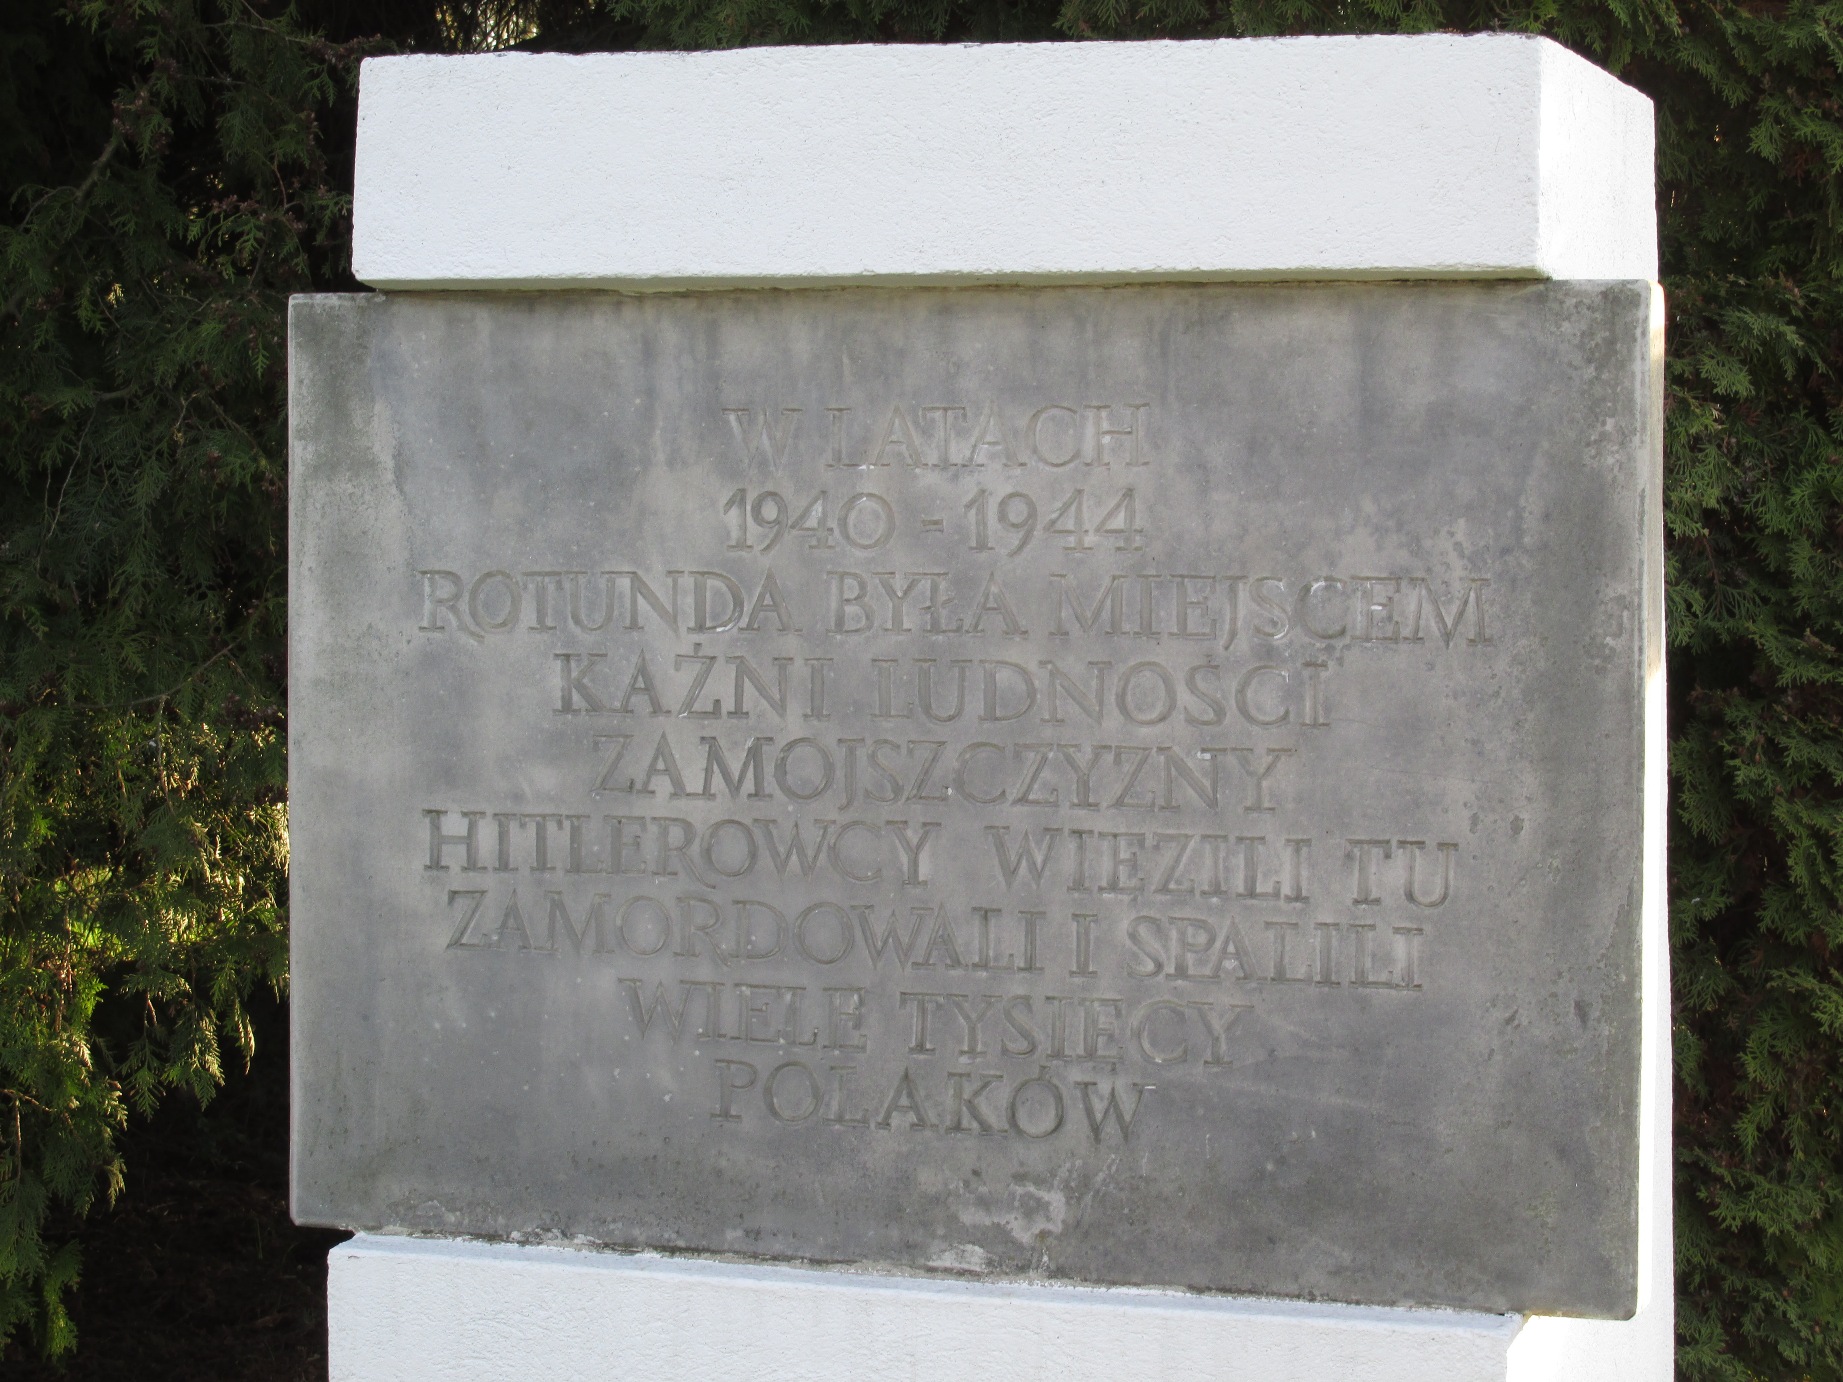 W LATACH
1940 - 1944
ROTUNDA BYŁA MIEJSCEM
KAŹNI LUDNOŚCI
ZAMOJSZCZYZNY
HITLEROWCY WIĘZILI TU
ZAMORDOWALI I SPALILI
WIELE TYSIĘCY
POLAKÓW